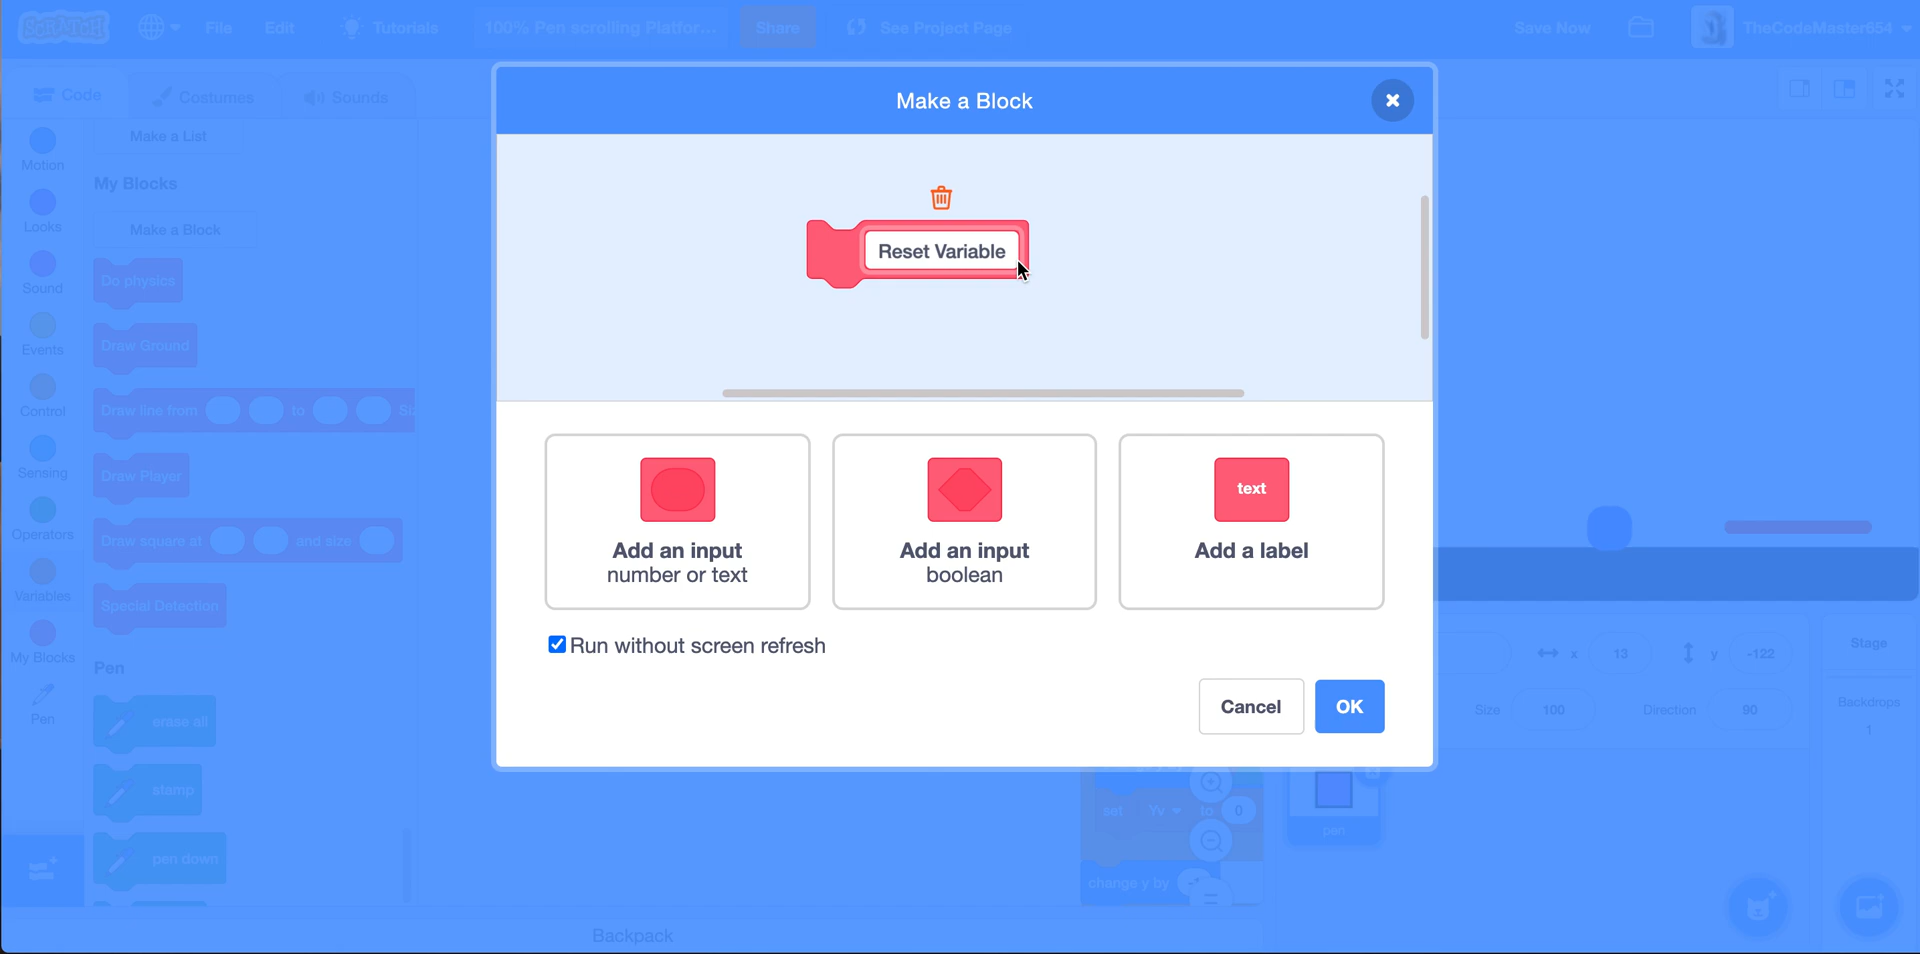 SCRATCH
File
Edit
Tutorials
100% Pen scrolling Platfor...
Share
See Project Page
Save Now
TheCodeMaster654
Code
Costumes
Sounds
Make a Block
Make a List
Motion
My Blocks
Reset Variable
Looks
Make a Block
Sound
Do physics
Events
Draw Ground
Control
Draw line from
to
St
Sensing
Draw Player
text
Operators
Draw square at
and size
Add an input
number or text
Add an input
boolean
Add a label
Variables
Special Detection
Run without screen refresh
My Blocks
Pen
Pen
Cancel
OK
x
13
y
-122
Stage
Size
100
Direction
90
Backdrops
1
erase all
stamp
pen down
set Yv to 0
change y by
pen
Backpack